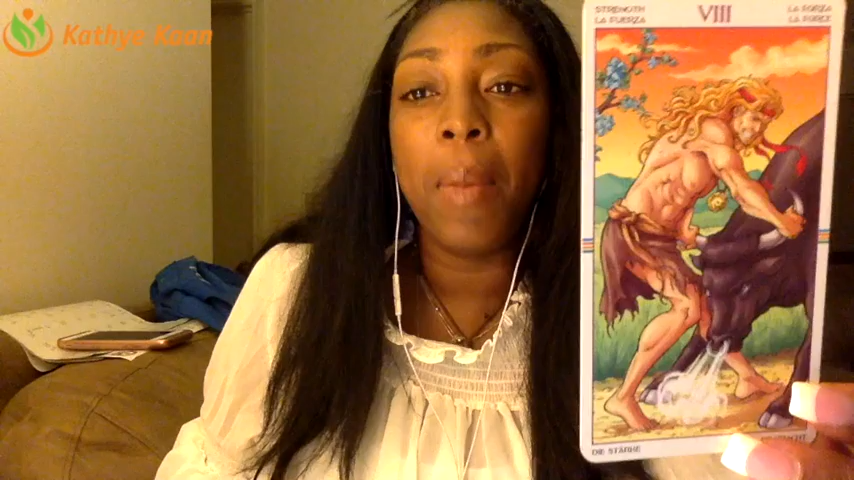 Kathye Koon
STRENGTH
LA FUERZA
VIII
LA FORZA
LA FORCE
DIE STÄRKE